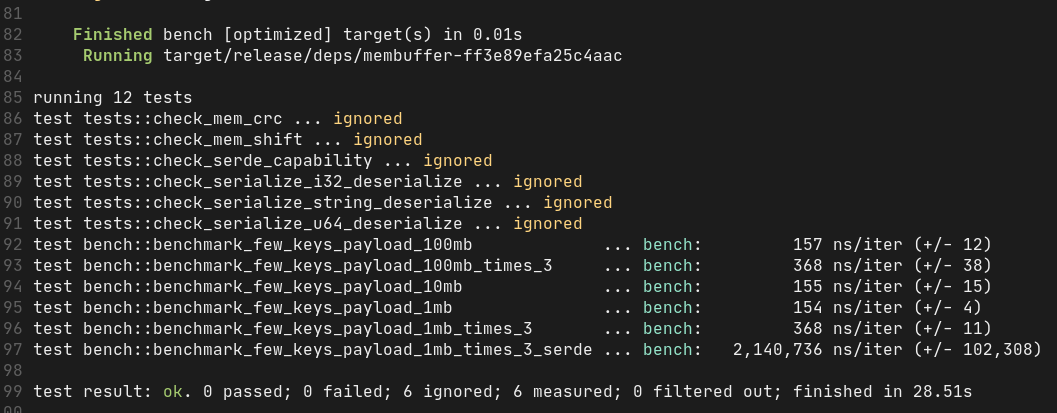 81
82     Finished bench [optimized] target(s) in 0.01s
83      Running target/release/deps/membuffer-ff3e89efa25c4aac
84
85 running 12 tests
86 test tests::check_mem_crc ... ignored
87 test tests::check_mem_shift ... ignored
88 test tests::check_serde_capability ... ignored
89 test tests::check_serialize_i32_deserialize ... ignored
90 test tests::check_serialize_string_deserialize ... ignored
91 test tests::check_serialize_u64_deserialize ... ignored
92 test bench::benchmark_few_keys_payload_100mb             ... bench:         157 ns/iter (+/- 12)
93 test bench::benchmark_few_keys_payload_100mb_times_3     ... bench:         368 ns/iter (+/- 38)
94 test bench::benchmark_few_keys_payload_10mb              ... bench:         155 ns/iter (+/- 15)
95 test bench::benchmark_few_keys_payload_1mb               ... bench:         154 ns/iter (+/- 4)
96 test bench::benchmark_few_keys_payload_1mb_times_3       ... bench:         368 ns/iter (+/- 11)
97 test bench::benchmark_few_keys_payload_1mb_times_3_serde ... bench:   2,140,736 ns/iter (+/- 102,308)
98
99 test result: ok. 0 passed; 0 failed; 6 ignored; 6 measured; 0 filtered out; finished in 28.51s